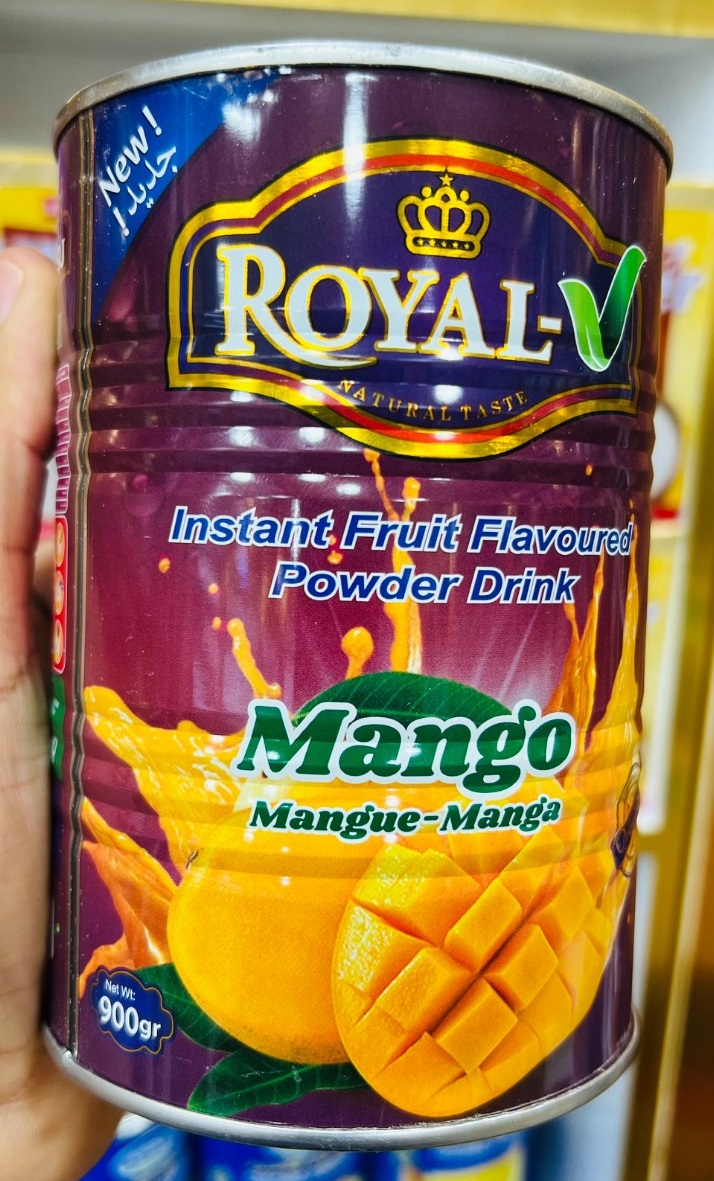 New!
جديد!
ROYAL-V
NATURAL TASTE
Instant Fruit Flavoured
Powder Drink
Mango
Mangue-Manga
Net Wt:
900gr